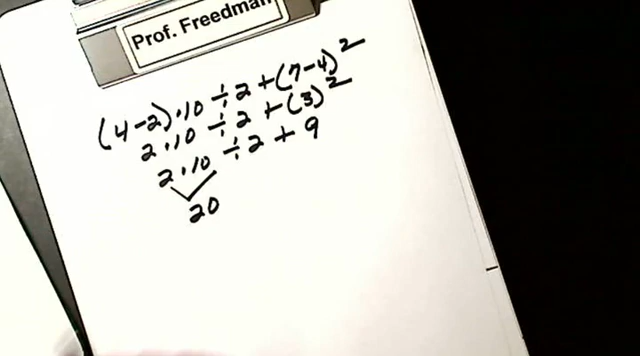 Prof. Freedman
(4-2)·10÷2+(7-4)²
2·10÷2+(3)²
2·10÷2+9
20